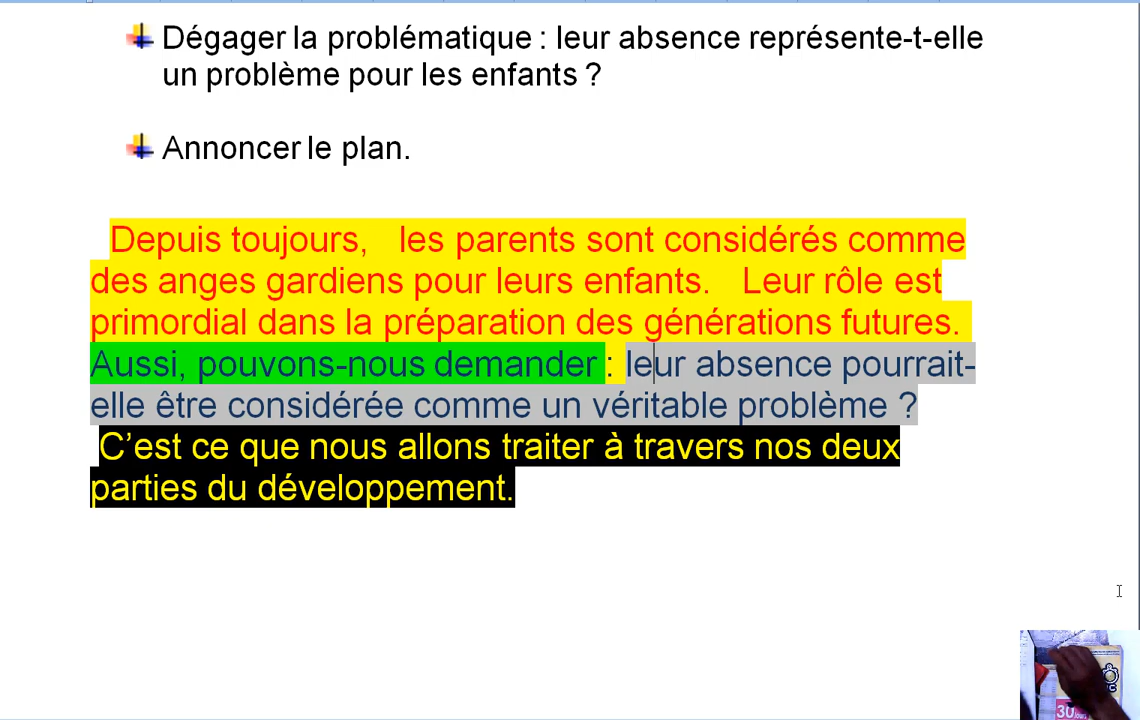 Dégager la problématique : leur absence représente-t-elle
un problème pour les enfants ?
Annoncer le plan.
Depuis toujours, les parents sont considérés comme
des anges gardiens pour leurs enfants. Leur rôle est
primordial dans la préparation des générations futures.
Aussi, pouvons-nous demander : leur absence pourrait-
elle être considérée comme un véritable problème ?
C’est ce que nous allons traiter à travers nos deux
parties du développement.
30